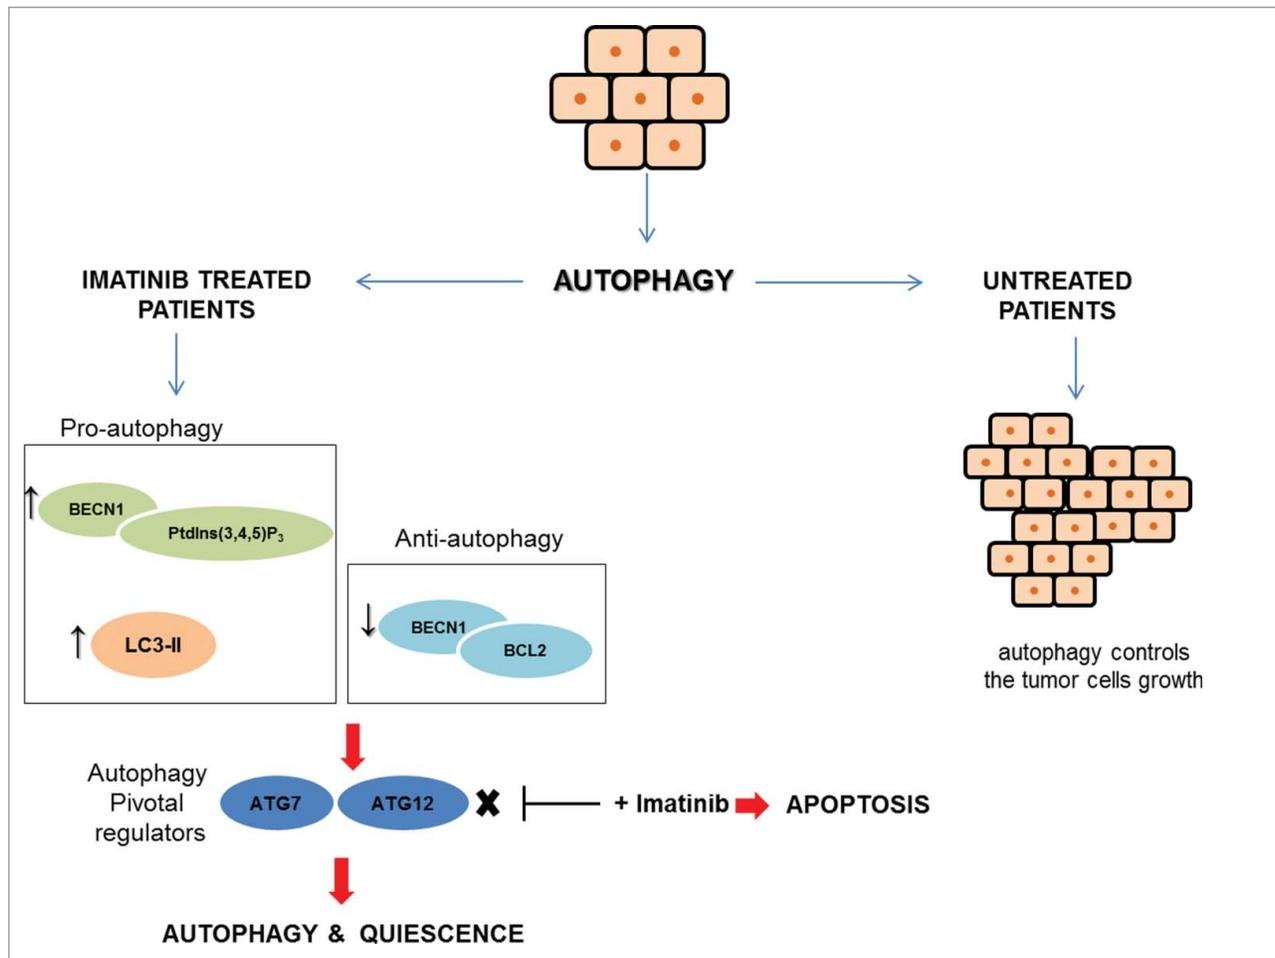 AUTOPHAGY
IMATINIB TREATED
PATIENTS
UNTREATED
PATIENTS
Pro-autophagy
↑ BECN1
PtdIns(3,4,5)P₃
↑ LC3-II
Anti-autophagy
↓ BECN1
BCL2
autophagy controls
the tumor cells growth
Autophagy
Pivotal
regulators
ATG7 ATG12 ✖ + Imatinib APOPTOSIS
AUTOPHAGY & QUIESCENCE